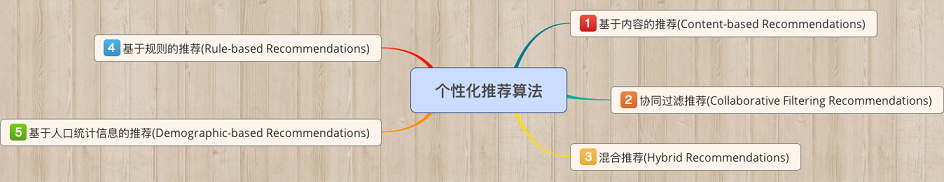 个性化推荐算法
1 基于内容的推荐(Content-based Recommendations)
2 协同过滤推荐(Collaborative Filtering Recommendations)
3 混合推荐(Hybrid Recommendations)
4 基于规则的推荐(Rule-based Recommendations)
5 基于人口统计信息的推荐(Demographic-based Recommendations)